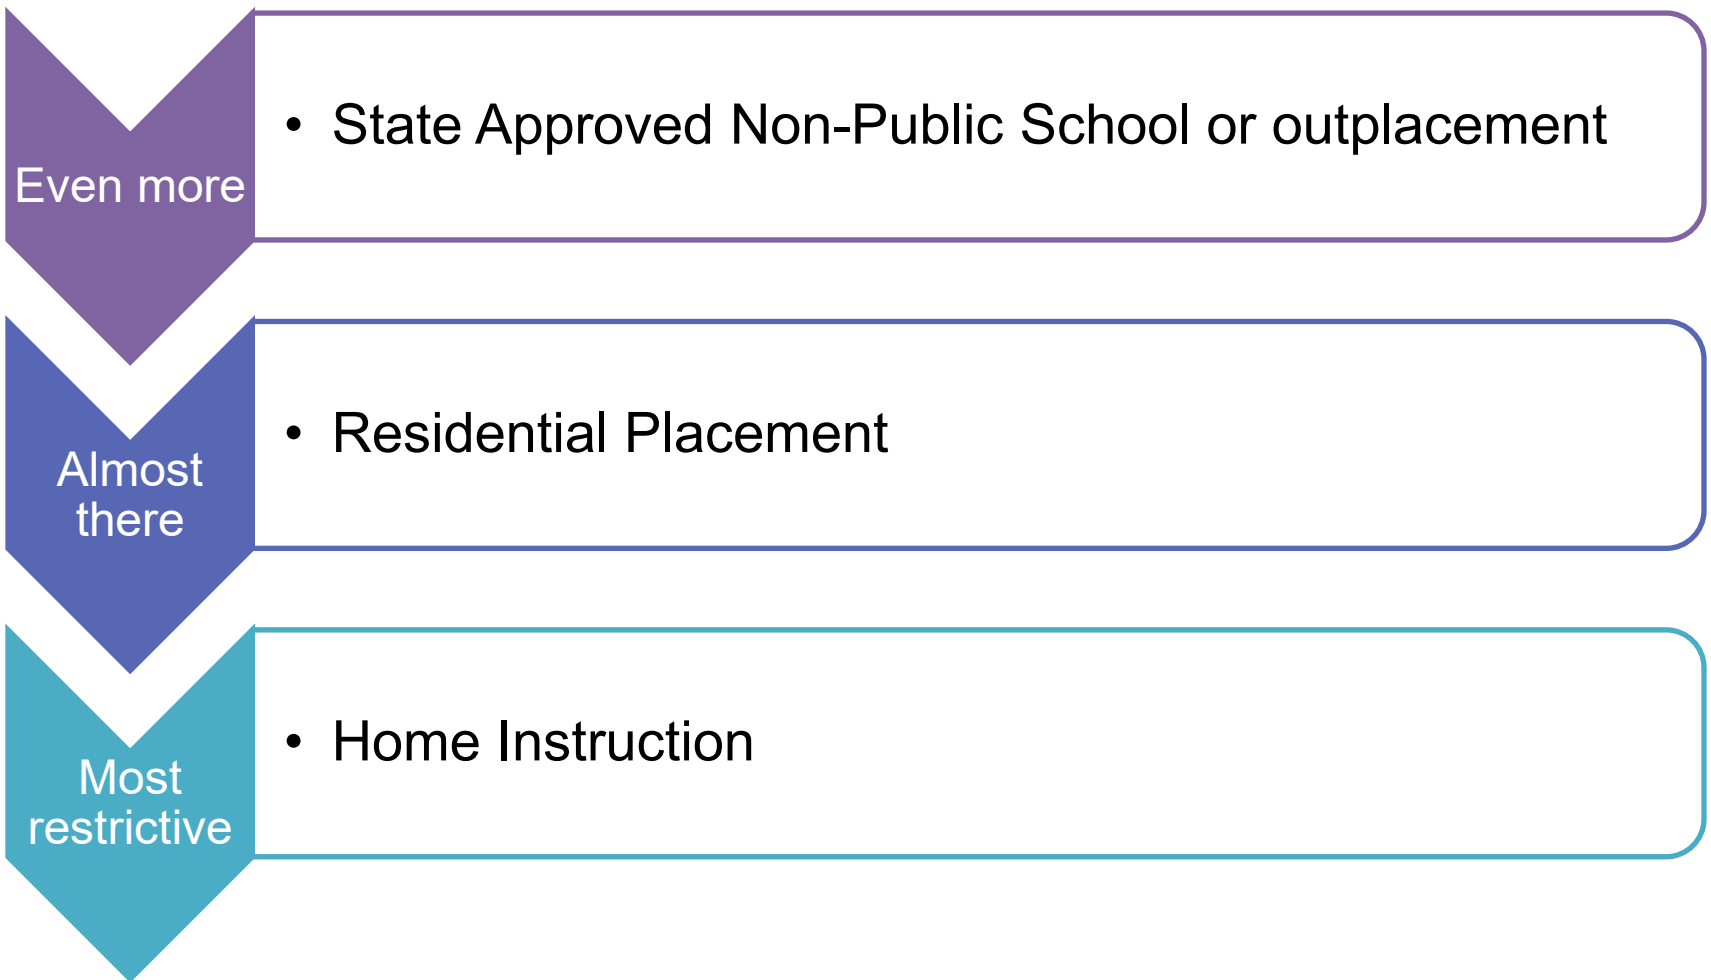 Even more
• State Approved Non-Public School or outplacement
Almost
there
• Residential Placement
Most
restrictive
• Home Instruction